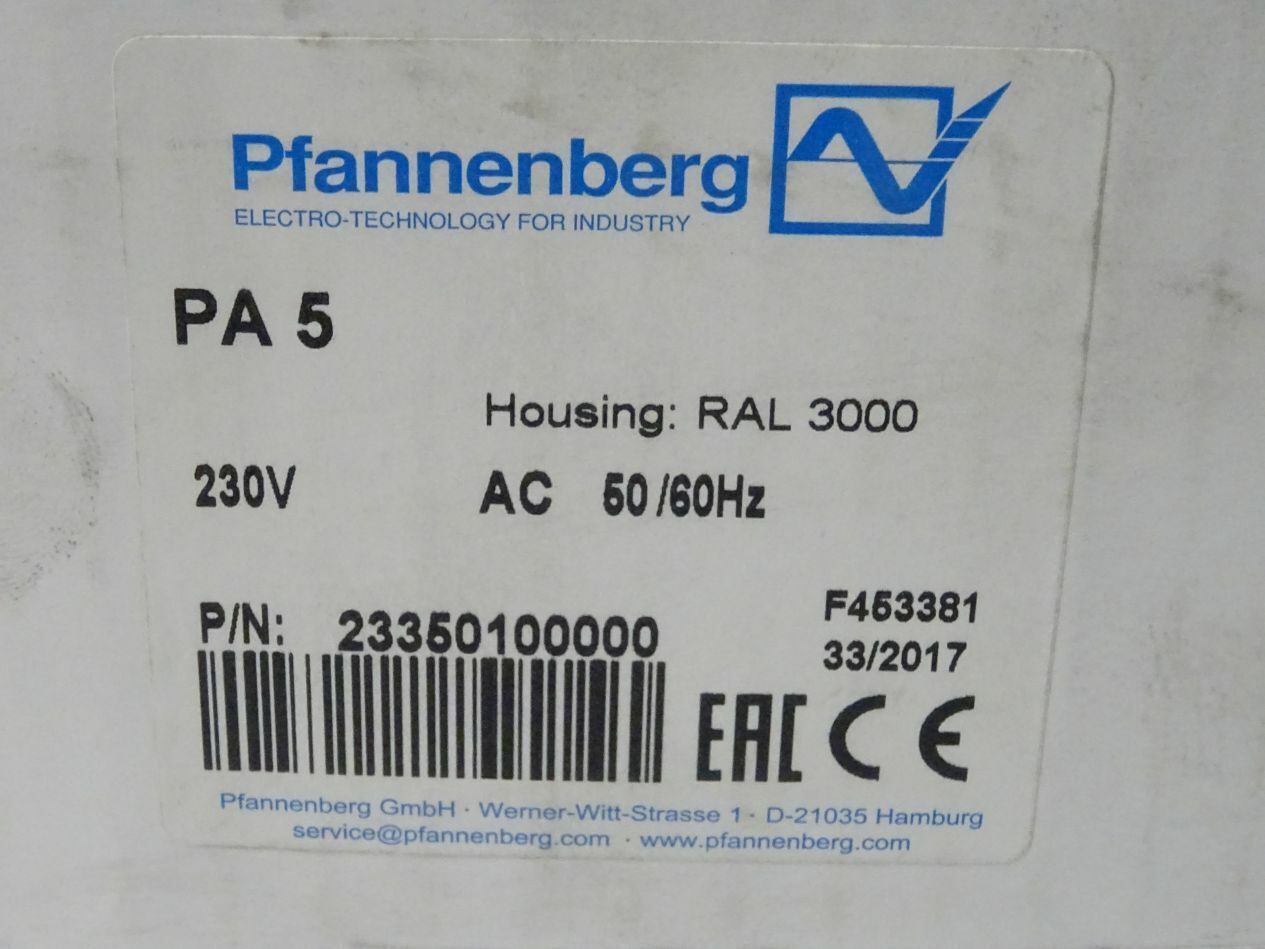 Pfannenberg
ELECTRO-TECHNOLOGY FOR INDUSTRY
PA 5
Housing: RAL 3000
230V AC 50/60Hz
P/N: 23350100000
F453381
33/2017
EAC CE
Pfannenberg GmbH · Werner-Witt-Strasse 1 · D-21035 Hamburg
service@pfannenberg.com · www.pfannenberg.com